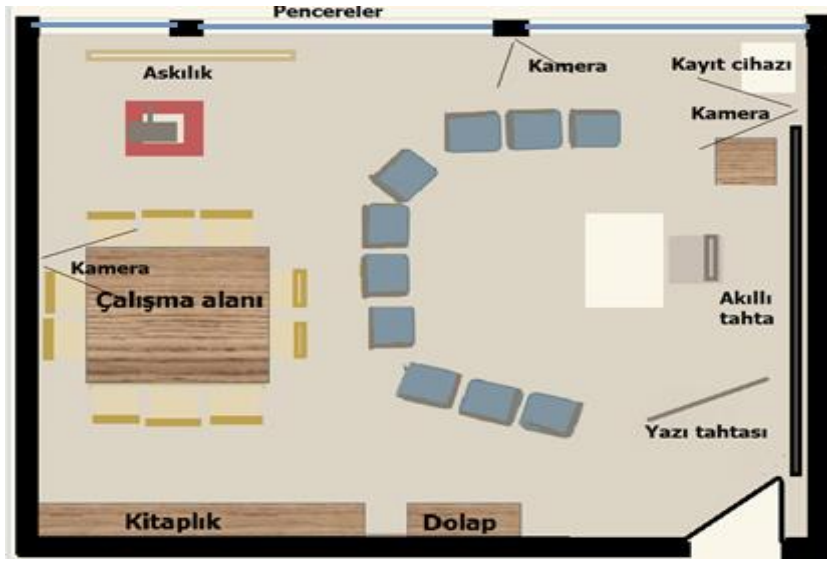 Pencereler
Askılık
Kamera
Kayıt cihazı
Kamera
Kamera
Çalışma alanı
Akıllı
tahta
Yazı tahtası
Kitaplık
Dolap